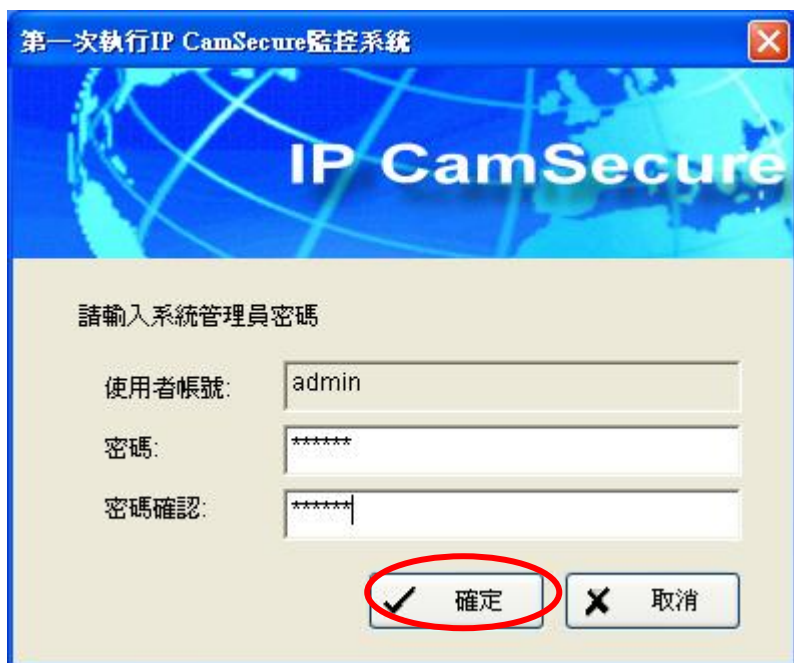 第一次執行IP CamSecure監控系統
IP CamSecure
請輸入系統管理員密碼
使用者帳號:
admin
密碼:
******
密碼確認:
******
確定
取消